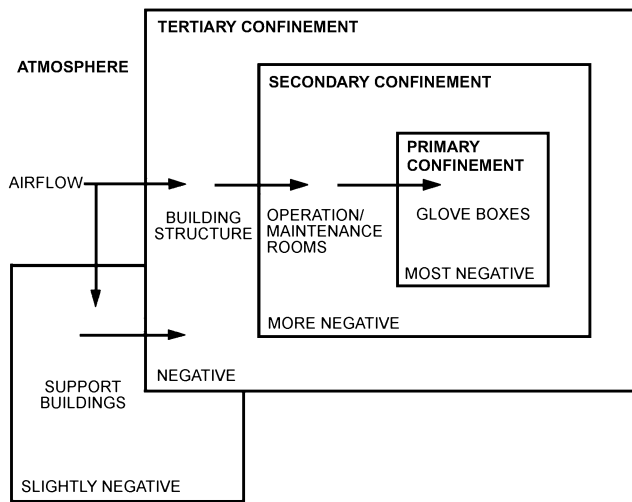 TERTIARY CONFINEMENT
ATMOSPHERE
SECONDARY CONFINEMENT
PRIMARY
CONFINEMENT
AIRFLOW
BUILDING
STRUCTURE
OPERATION/
MAINTENANCE
ROOMS
GLOVE BOXES
MOST NEGATIVE
MORE NEGATIVE
NEGATIVE
SUPPORT
BUILDINGS
SLIGHTLY NEGATIVE